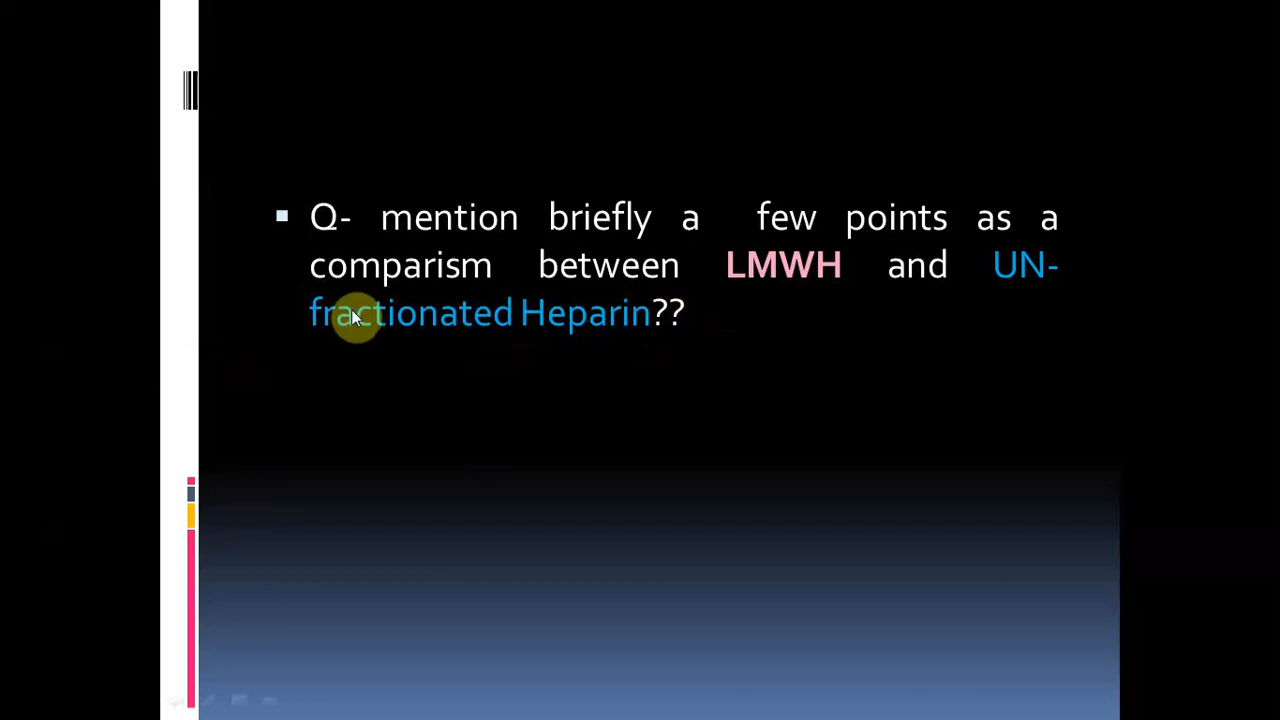 Q- mention briefly a few points as a
comparism between LMWH and UN-
fractionated Heparin??